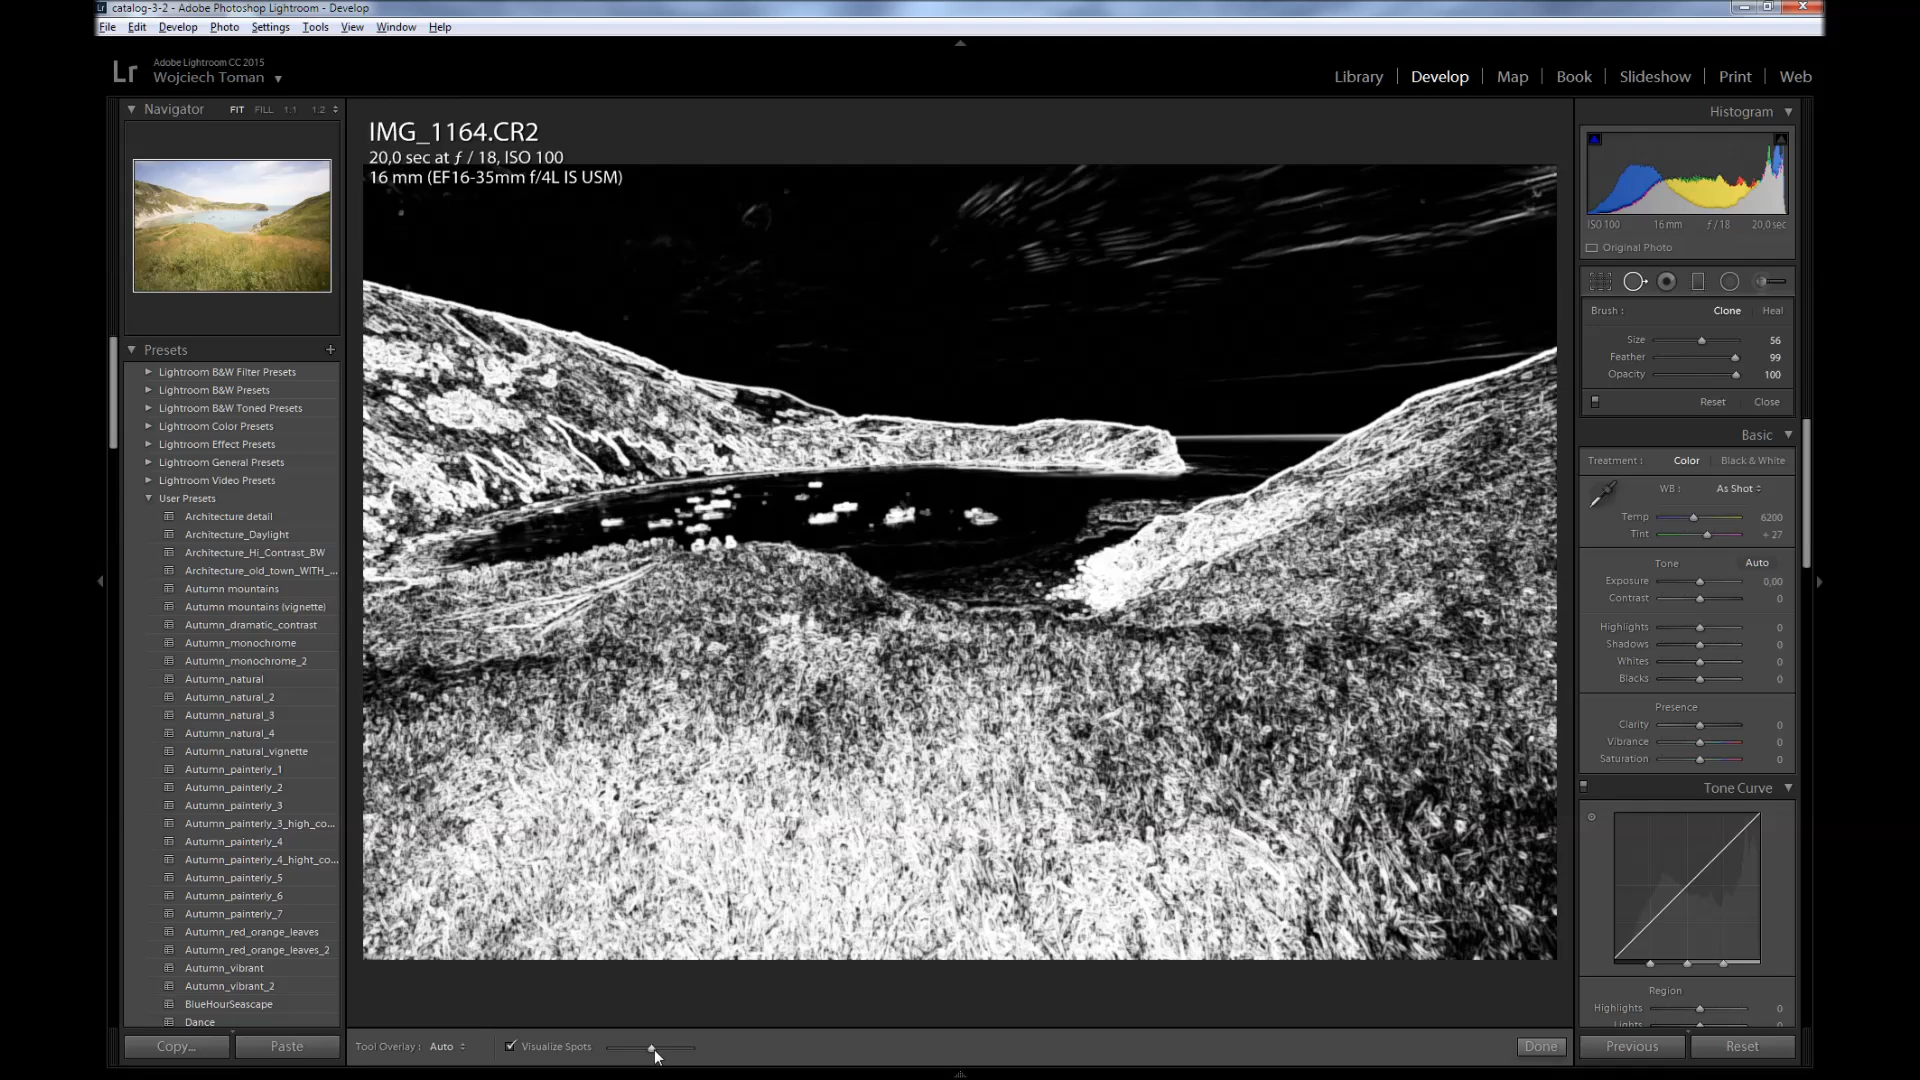 catalog-3-2 - Adobe Photoshop Lightroom - Develop
File Edit Develop Photo Settings Tools View Window Help
Lr
Adobe Lightroom CC 2015
Wojciech Toman
Library Develop Map Book Slideshow Print Web
Navigator FIT FILL 1:1 1:2
Presets +
Lightroom B&W Filter Presets
Lightroom B&W Presets
Lightroom B&W Toned Presets
Lightroom Color Presets
Lightroom Effect Presets
Lightroom General Presets
Lightroom Video Presets
User Presets
Architecture detail
Architecture_Daylight
Architecture_Hi_Contrast_BW
Architecture_old_town_WITH_...
Autumn mountains
Autumn mountains (vignette)
Autumn_dramatic_contrast
Autumn_monochrome
Autumn_monochrome_2
Autumn_natural
Autumn_natural_2
Autumn_natural_3
Autumn_natural_4
Autumn_natural_vignette
Autumn_painterly_1
Autumn_painterly_2
Autumn_painterly_3
Autumn_painterly_3_high_co...
Autumn_painterly_4
Autumn_painterly_4_hight_co...
Autumn_painterly_5
Autumn_painterly_6
Autumn_painterly_7
Autumn_red_orange_leaves
Autumn_red_orange_leaves_2
Autumn_vibrant
Autumn_vibrant_2
BlueHourSeascape
Dance
Copy... Paste
IMG_1164.CR2
20,0 sec at ƒ / 18, ISO 100
16 mm (EF16-35mm f/4L IS USM)
Tool Overlay : Auto Visualize Spots Done
Histogram
ISO 100 16 mm ƒ / 18 20,0 sec
Original Photo
Brush : Clone Heal
Size 56
Feather 99
Opacity 100
Reset Close
Basic
Treatment : Color Black & White
WB : As Shot
Temp 6200
Tint + 27
Tone Auto
Exposure 0,00
Contrast 0
Highlights 0
Shadows 0
Whites 0
Blacks 0
Presence
Clarity 0
Vibrance 0
Saturation 0
Tone Curve
Region
Highlights 0
Lights 0
Previous Reset